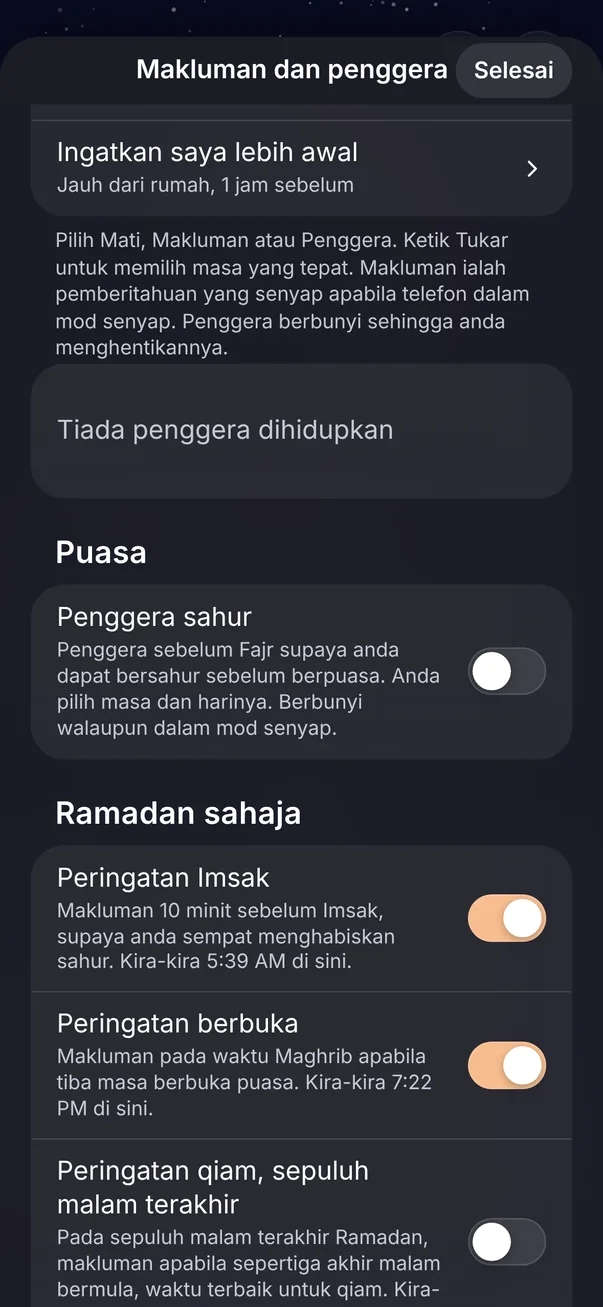 Makluman dan penggera
Selesai
Ingatkan saya lebih awal
Jauh dari rumah, 1 jam sebelum
Pilih Mati, Makluman atau Penggera. Ketik Tukar
untuk memilih masa yang tepat. Makluman ialah
pemberitahuan yang senyap apabila telefon dalam
mod senyap. Penggera berbunyi sehingga anda
menghentikannya.
Tiada penggera dihidupkan
Puasa
Penggera sahur
Penggera sebelum Fajr supaya anda
dapat bersahur sebelum berpuasa. Anda
pilih masa dan harinya. Berbunyi
walaupun dalam mod senyap.
Ramadan sahaja
Peringatan Imsak
Makluman 10 minit sebelum Imsak,
supaya anda sempat menghabiskan
sahur. Kira-kira 5:39 AM di sini.
Peringatan berbuka
Makluman pada waktu Maghrib apabila
tiba masa berbuka puasa. Kira-kira 7:22
PM di sini.
Peringatan qiam, sepuluh
malam terakhir
Pada sepuluh malam terakhir Ramadan,
makluman apabila sepertiga akhir malam
bermula, waktu terbaik untuk qiam. Kira-